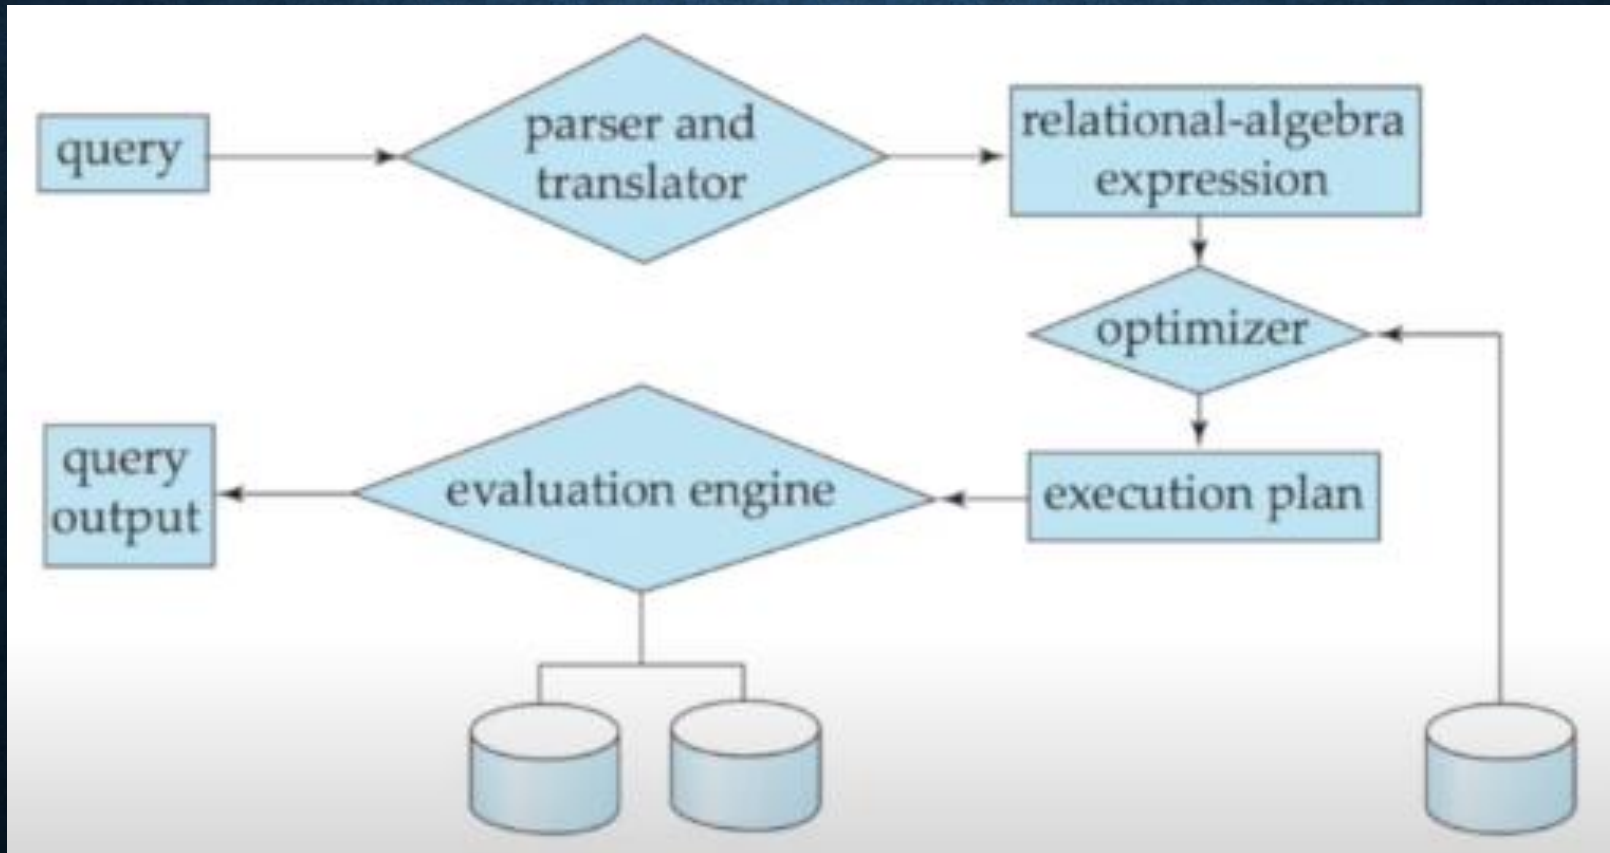 query
parser and
translator
relational-algebra
expression
optimizer
execution plan
evaluation engine
query
output